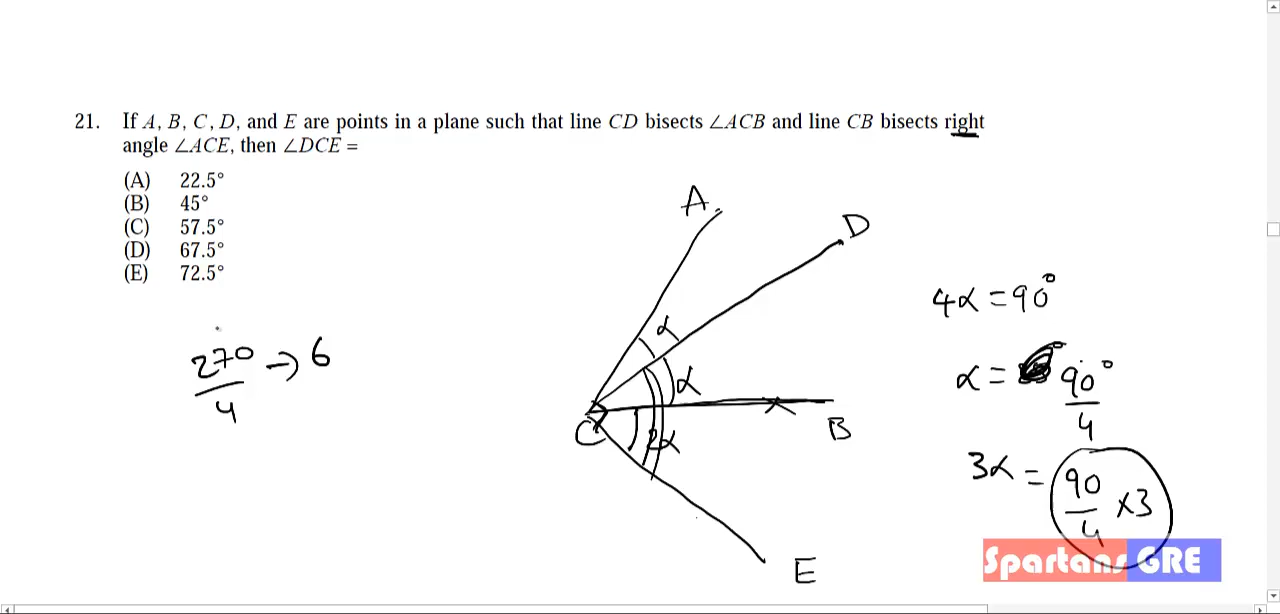 21. If A, B, C, D, and E are points in a plane such that line CD bisects ∠ACB and line CB bisects right
angle ∠ACE, then ∠DCE =
(A) 22.5°
(B) 45°
(C) 57.5°
(D) 67.5°
(E) 72.5°
A
D
α
α
C
B
2α
E
270/4 → 6
4α = 90°
α = 90°/4
3α = 90/4 × 3
Spartans GRE